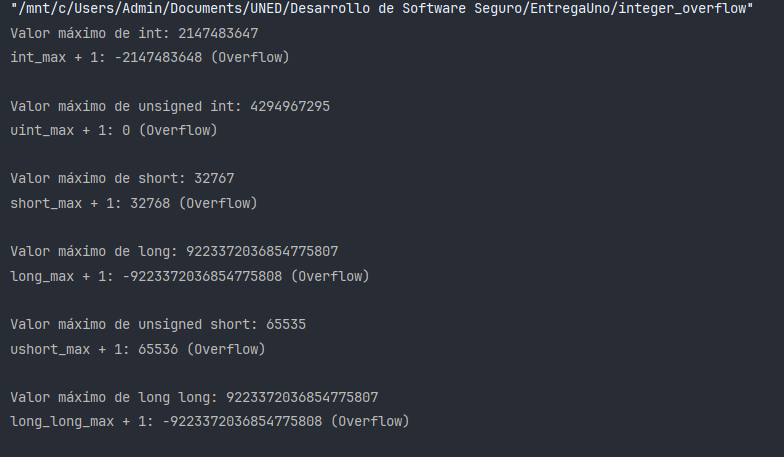 "/mnt/c/Users/Admin/Documents/UNED/Desarrollo de Software Seguro/EntregaUno/integer_overflow"
Valor máximo de int: 2147483647
int_max + 1: -2147483648 (Overflow)
Valor máximo de unsigned int: 4294967295
uint_max + 1: 0 (Overflow)
Valor máximo de short: 32767
short_max + 1: 32768 (Overflow)
Valor máximo de long: 9223372036854775807
long_max + 1: -9223372036854775808 (Overflow)
Valor máximo de unsigned short: 65535
ushort_max + 1: 65536 (Overflow)
Valor máximo de long long: 9223372036854775807
long_long_max + 1: -9223372036854775808 (Overflow)